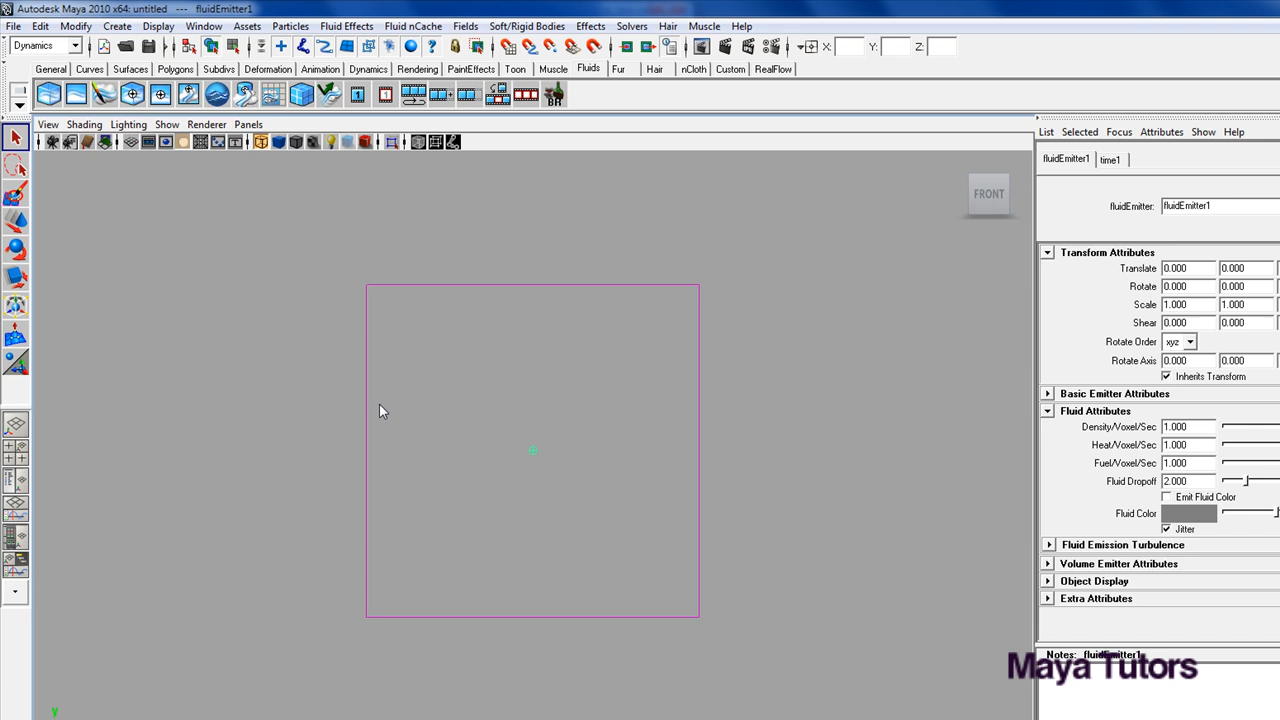 Autodesk Maya 2010 x64: untitled --- fluidEmitter1
File Edit Modify Create Display Window Assets Particles Fluid Effects Fluid nCache Fields Soft/Rigid Bodies Effects Solvers Hair Muscle Help
Dynamics X: Y: Z:
General Curves Surfaces Polygons Subdivs Deformation Animation Dynamics Rendering PaintEffects Toon Muscle Fluids Fur Hair nCloth Custom RealFlow
View Shading Lighting Show Renderer Panels
List Selected Focus Attributes Show Help
fluidEmitter1 time1
FRONT
fluidEmitter: fluidEmitter1
Transform Attributes
Translate 0.000 0.000
Rotate 0.000 0.000
Scale 1.000 1.000
Shear 0.000 0.000
Rotate Order xyz
Rotate Axis 0.000 0.000
Inherits Transform
Basic Emitter Attributes
Fluid Attributes
Density/Voxel/Sec 1.000
Heat/Voxel/Sec 1.000
Fuel/Voxel/Sec 1.000
Fluid Dropoff 2.000
Emit Fluid Color
Fluid Color
Jitter
Fluid Emission Turbulence
Volume Emitter Attributes
Object Display
Extra Attributes
Notes: fluidEmitter1
Maya Tutors
y